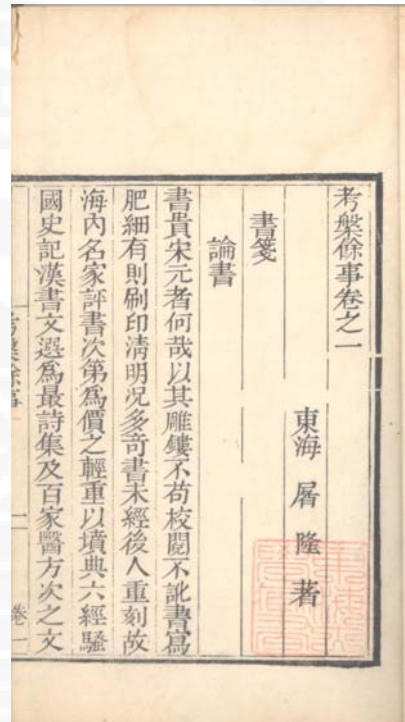 考槃餘事卷之一
東海 屠隆 著
書箋
論書
書貴宋元者何哉以其雕鏤不苟校閱不訛書寫
肥細有則刷印清明况多奇書未經後人重刻故
海內名家評書次第為價之輕重以墳典六經騷
國史記漢書文選為最詩集及百家醫方次之文
考槃餘事
一
卷一